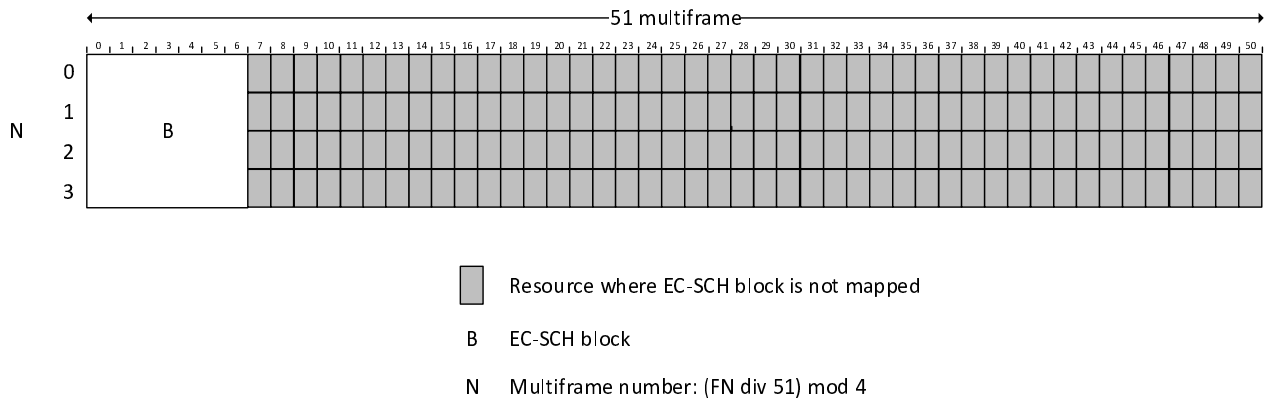 51 multiframe
0 1 2 3 4 5 6 7 8 9 10 11 12 13 14 15 16 17 18 19 20 21 22 23 24 25 26 27 28 29 30 31 32 33 34 35 36 37 38 39 40 41 42 43 44 45 46 47 48 49 50
0
1
N B
2
3
Resource where EC-SCH block is not mapped
B EC-SCH block
N Multiframe number: (FN div 51) mod 4